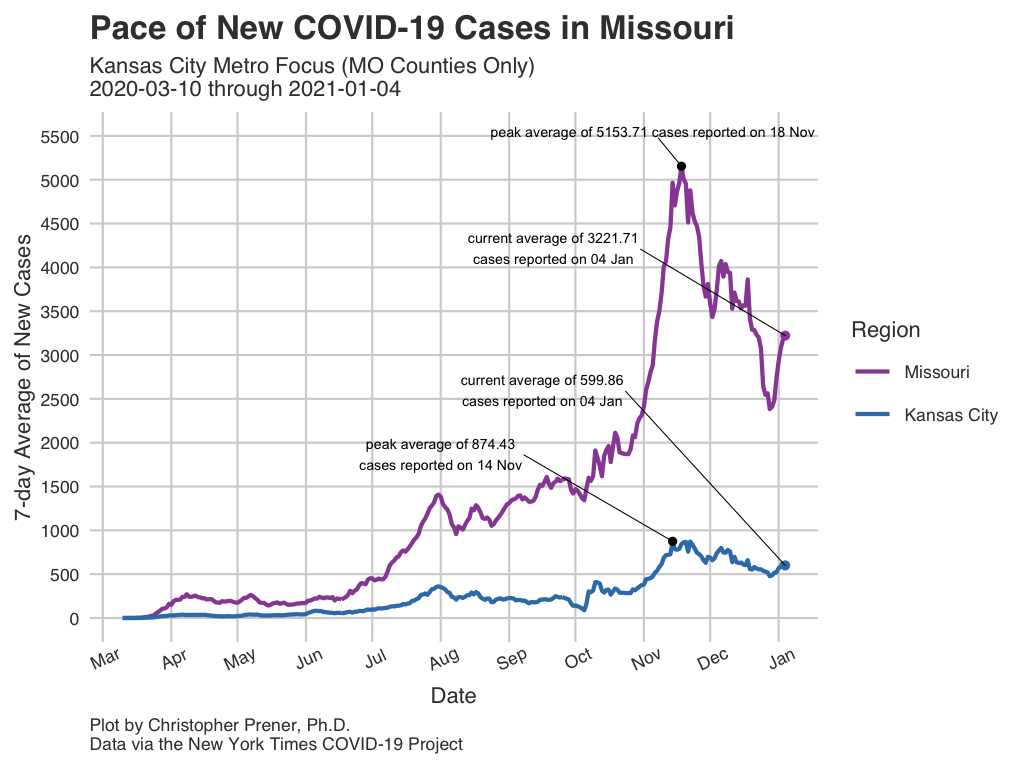 Pace of New COVID-19 Cases in Missouri
Kansas City Metro Focus (MO Counties Only)
2020-03-10 through 2021-01-04
peak average of 5153.71 cases reported on 18 Nov
current average of 3221.71
cases reported on 04 Jan
current average of 599.86
cases reported on 04 Jan
peak average of 874.43
cases reported on 14 Nov
7-day Average of New Cases
5500
5000
4500
4000
3500
3000
2500
2000
1500
1000
500
0
Mar
Apr
May
Jun
Jul
Aug
Sep
Oct
Nov
Dec
Jan
Date
Region
Missouri
Kansas City
Plot by Christopher Prener, Ph.D.
Data via the New York Times COVID-19 Project